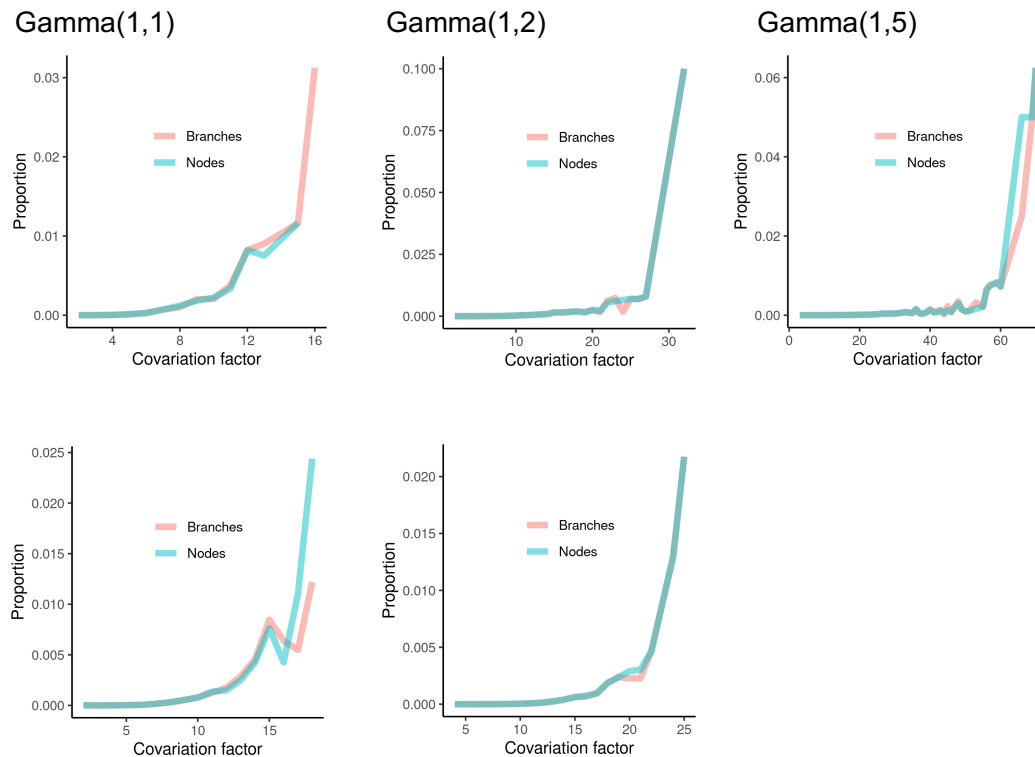 Gamma(1,1)
Gamma(1,2)
Gamma(1,5)
Proportion
0.03
0.02
0.01
0.00
Branches
Nodes
4
8
12
16
Covariation factor
Proportion
0.100
0.075
0.050
0.025
0.000
Branches
Nodes
10
20
30
Covariation factor
Proportion
0.06
0.04
0.02
0.00
Branches
Nodes
0
20
40
60
Covariation factor
Proportion
0.025
0.020
0.015
0.010
0.005
0.000
Branches
Nodes
5
10
15
Covariation factor
Proportion
0.020
0.015
0.010
0.005
0.000
Branches
Nodes
5
10
15
20
25
Covariation factor